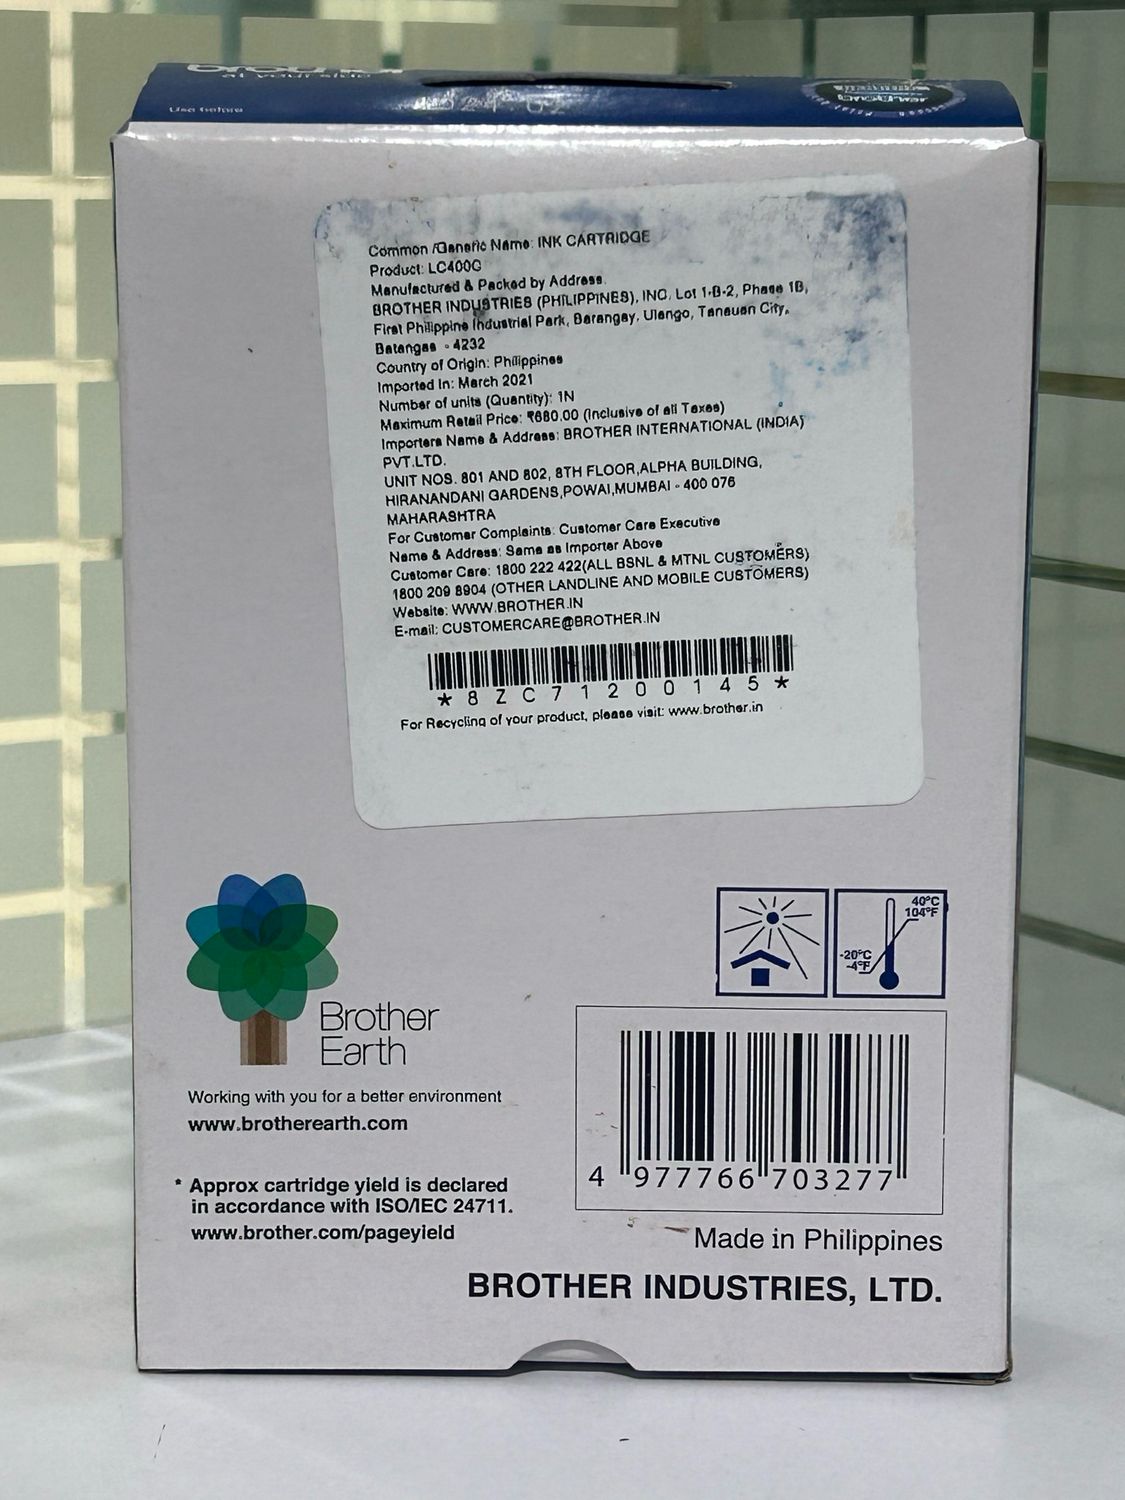 brother
at your side
Use before
Common /Generic Name: INK CARTRIDGE
Product: LC400C
Manufactured & Packed by Address
BROTHER INDUSTRIES (PHILIPPINES), INC, Lot 1-B-2, Phase 1B,
First Philippine Industrial Park, Barangay, Ulango, Tanauan City,
Batangas - 4232
Country of Origin: Philippines
Imported In: March 2021
Number of units (Quantity): 1N
Maximum Retail Price: ₹680.00 (Inclusive of all Taxes)
Importers Name & Address: BROTHER INTERNATIONAL (INDIA)
PVT.LTD.
UNIT NOS. 801 AND 802, 8TH FLOOR,ALPHA BUILDING,
HIRANANDANI GARDENS,POWAI,MUMBAI - 400 076
MAHARASHTRA
For Customer Complaints: Customer Care Executive
Name & Address: Same as Importer Above
Customer Care: 1800 222 422(ALL BSNL & MTNL CUSTOMERS)
1800 209 8904 (OTHER LANDLINE AND MOBILE CUSTOMERS)
Website: WWW.BROTHER.IN
E-mail: CUSTOMERCARE@BROTHER.IN
*8ZC71200145*
For Recycling of your product, please visit: www.brother.in
40°C
104°F
-20°C
-4°F
Brother
Earth
Working with you for a better environment
www.brotherearth.com
4 977766 703277
* Approx cartridge yield is declared
in accordance with ISO/IEC 24711.
www.brother.com/pageyield
Made in Philippines
BROTHER INDUSTRIES, LTD.